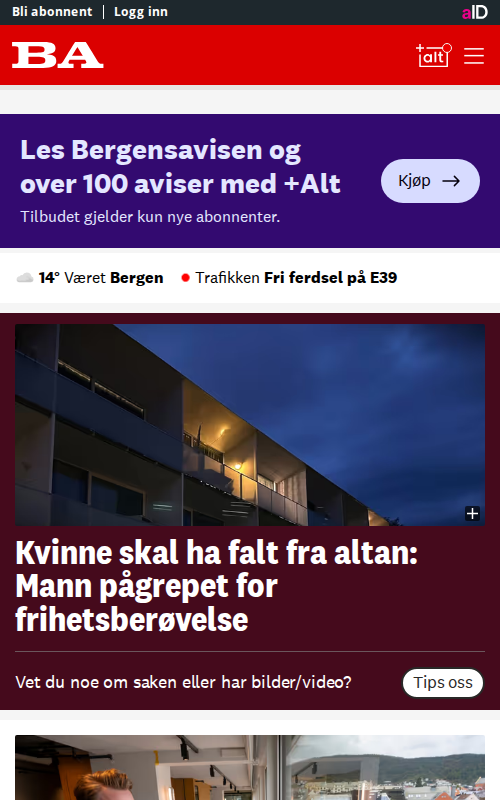 Bli abonnent | Logg inn
aID
BA
+alt
Les Bergensavisen og
over 100 aviser med +Alt
Kjøp
Tilbudet gjelder kun nye abonnenter.
14° Været Bergen
Trafikken Fri ferdsel på E39
Kvinne skal ha falt fra altan:
Mann pågrepet for
frihetsberøvelse
Vet du noe om saken eller har bilder/video?
Tips oss